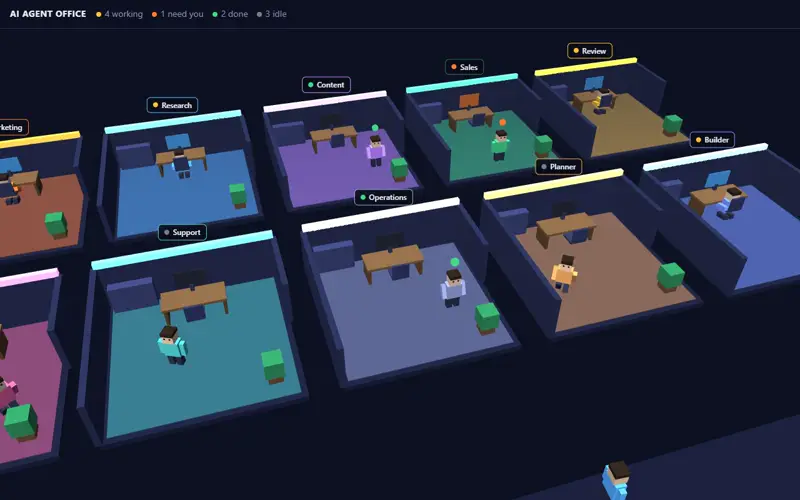 AI AGENT OFFICE 4 working 1 need you 2 done 3 idle
Review
Sales
Content
Research
keting
Builder
Planner
Operations
Support